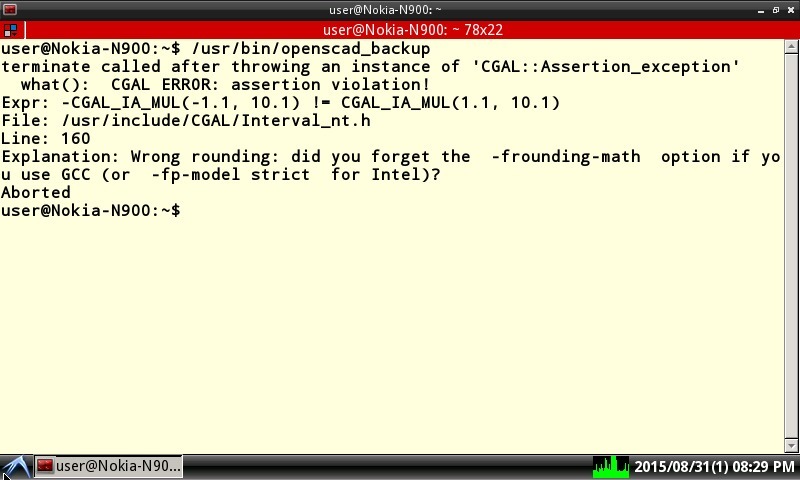 user@Nokia-N900: ~
user@Nokia-N900: ~ 78x22
user@Nokia-N900:~$ /usr/bin/openscad_backup
terminate called after throwing an instance of 'CGAL::Assertion_exception'
  what():  CGAL ERROR: assertion violation!
Expr: -CGAL_IA_MUL(-1.1, 10.1) != CGAL_IA_MUL(1.1, 10.1)
File: /usr/include/CGAL/Interval_nt.h
Line: 160
Explanation: Wrong rounding: did you forget the  -frounding-math  option if yo
u use GCC (or  -fp-model strict  for Intel)?
Aborted
user@Nokia-N900:~$
user@Nokia-N90...
2015/08/31(1) 08:29 PM